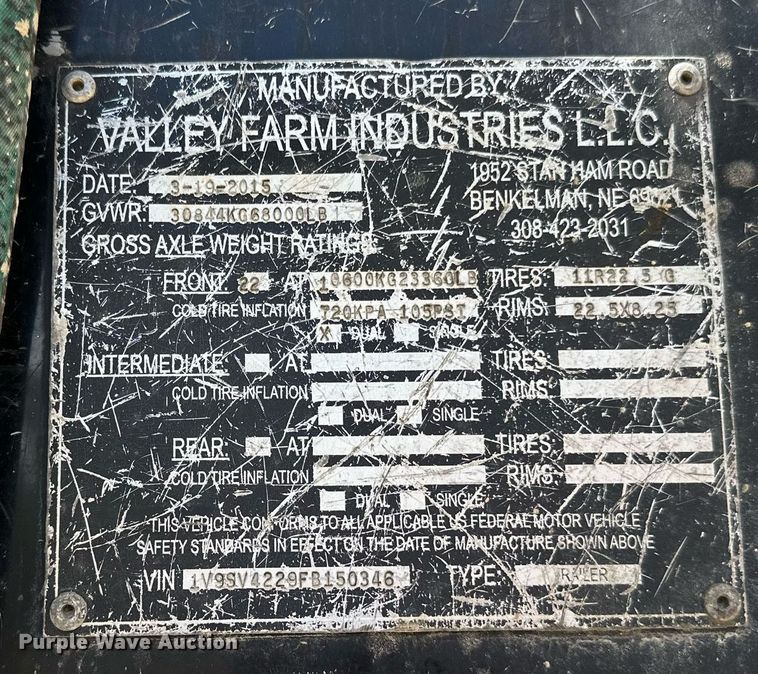 MANUFACTURED BY
VALLEY FARM INDUSTRIES L.L.C.
1952 STAN HAM ROAD
DATE: 3-19-2015
BENKELMAN, NE 69021
GVWR: 30844KG68000LB
308-423-2031
GROSS AXLE WEIGHT RATINGS:
FRONT: 22 AT 10600KG23360LB TIRES: 11R22.5 G
COLD TIRE INFLATION 720KPA 105PSI RIMS: 22.5X8.25
X DUAL SINGLE
INTERMEDIATE: AT TIRES:
COLD TIRE INFLATION RIMS:
DUAL SINGLE
REAR: AT TIRES:
COLD TIRE INFLATION RIMS:
DUAL SINGLE
THIS VEHICLE CONFORMS TO ALL APPLICABLE US FEDERAL MOTOR VEHICLE
SAFETY STANDARDS IN EFFECT ON THE DATE OF MANUFACTURE SHOWN ABOVE
VIN 1V9SV4229FB150346 TYPE: TRAILER
Purple Wave Auction